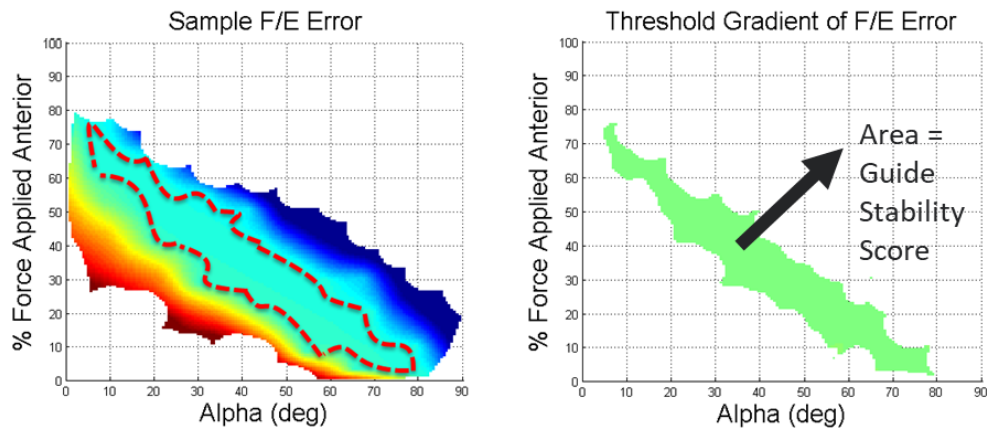 Sample F/E Error
% Force Applied Anterior
100
90
80
70
60
50
40
30
20
10
0
0 10 20 30 40 50 60 70 80 90
Alpha (deg)
Threshold Gradient of F/E Error
% Force Applied Anterior
100
90
80
70
60
50
40
30
20
10
0
0 10 20 30 40 50 60 70 80 90
Alpha (deg)
Area =
Guide
Stability
Score